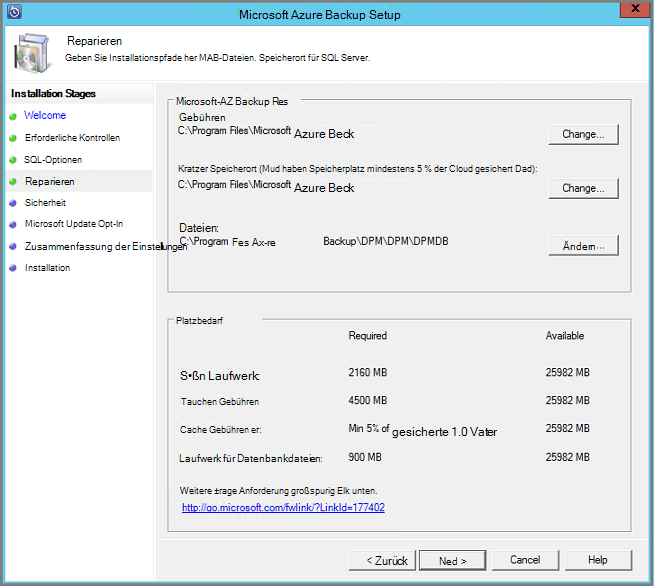 Microsoft Azure Backup Setup
X
Reparieren
Geben Sie Installationspfade her MAB-Dateien. Speicherort für SQL Server.
Installation Stages
Welcome
Erforderliche Kontrollen
SQL-Optionen
Reparieren
Sicherheit
Microsoft Update Opt-In
Zusammenfassung der Einstellungen
Installation
Microsoft-AZ Backup Res
Gebühren
C:\Program Files\Microsoft Azure Beck
Change...
Kratzer Speicherort (Mud haben Speicherplatz mindestens 5 % der Cloud gesichert Dad):
C:\Program Files\Microsoft Azure Beck
Change...
Dateien:
C:\Program Fes Ax-re Backup\DPM\DPM\DPMDB
Ändern...
Platzbedarf
Required Available
S•ßn Laufwerk: 2160 MB 25982 MB
Tauchen Gebühren 4500 MB 25982 MB
Cache Gebühren er: Min 5% of gesicherte 1.0 Vater 25982 MB
Laufwerk für Datenbankdateien: 900 MB 25982 MB
Weitere ±rage Anforderung großspurig Elk unten.
http://go.microsoft.com/fwlink/?LinkId=177402
< Zurück Ned > Cancel Help